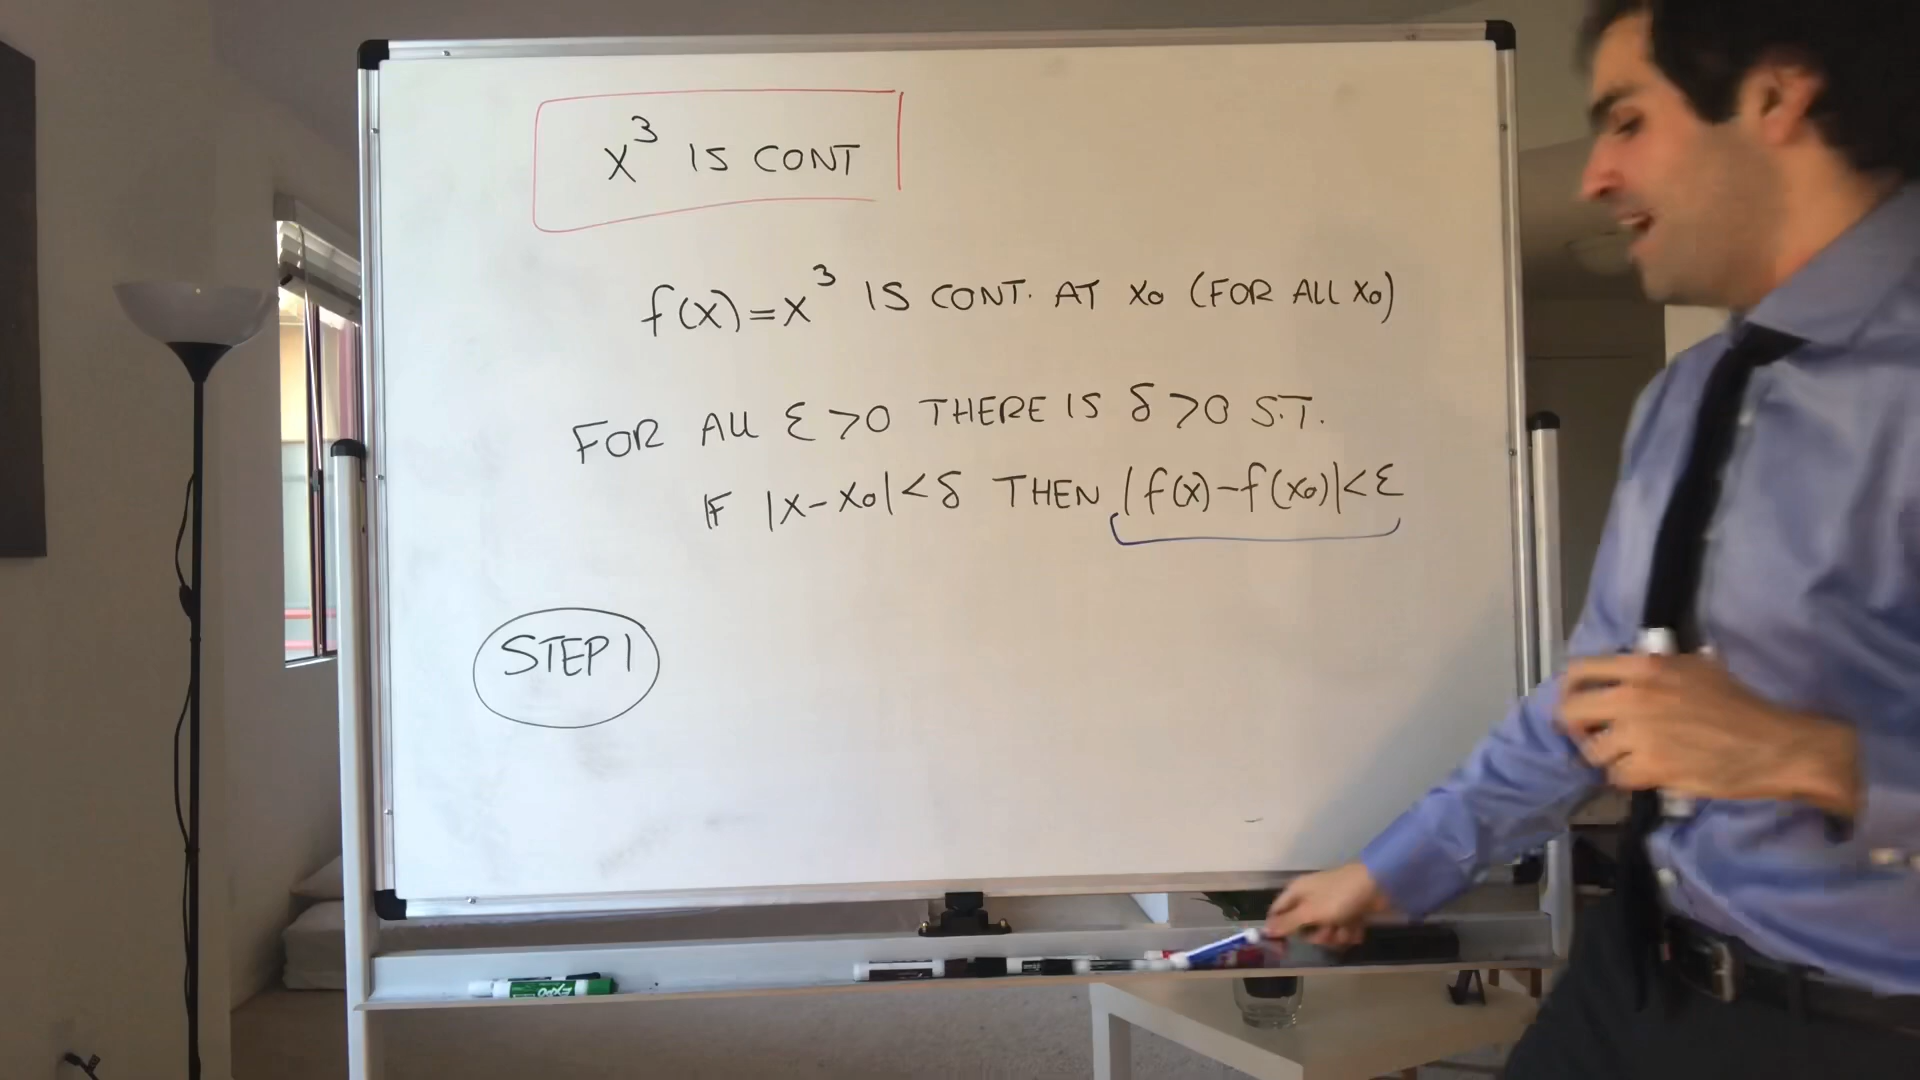 x³ IS CONT
f(x)=x³ IS CONT. AT x₀ (FOR ALL x₀)
FOR ALL ε>0 THERE IS δ>0 S.T.
IF |x-x₀|<δ THEN |f(x)-f(x₀)|<ε
STEP 1
EXPO